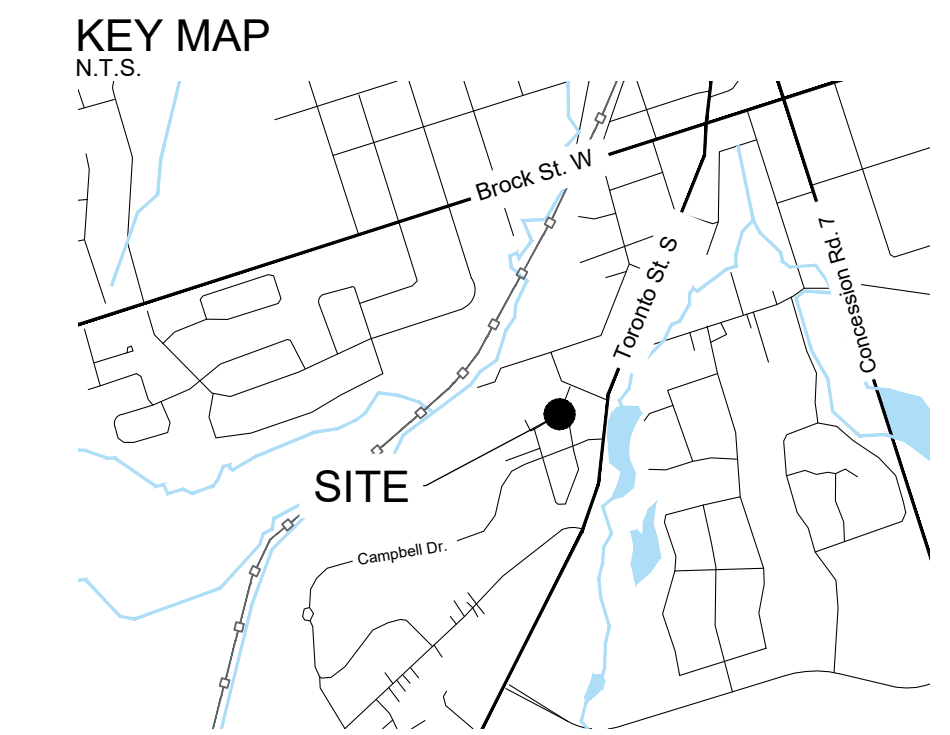 KEY MAP
N.T.S.
Brock St. W
Toronto St. S
Concession Rd. 7
SITE
Campbell Dr.